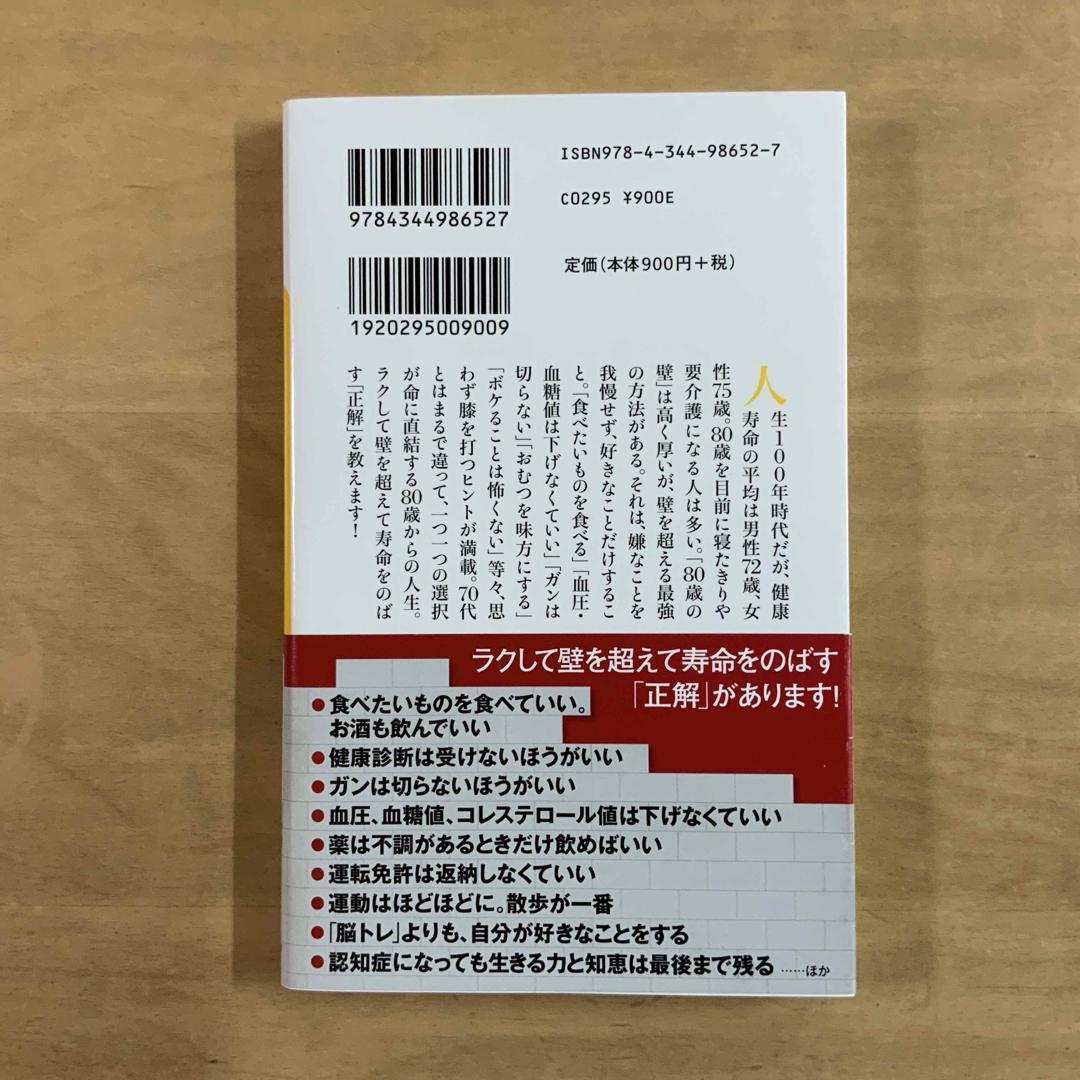 ISBN978-4-344-98652-7
C0295 ¥900E
定価(本体900円+税)
9784344986527
1920295009009
人生100年時代だが、健康
寿命の平均は男性72歳、女
性75歳。80歳を目前に寝たきりや
要介護になる人は多い。「80歳の
壁」は高く厚いが、壁を超える最強
の方法がある。それは、嫌なことを
我慢せず、好きなことだけするこ
と。「食べたいものを食べる」「血圧・
血糖値は下げなくていい」「ガンは
切らない」「おむつを味方にする」
「ボケることは怖くない」等々、思
わず膝を打つヒントが満載。70代
とはまるで違って、一つ一つの選択
が命に直結する80歳からの人生。
ラクして壁を超えて寿命をのば
す「正解」を教えます!
ラクして壁を超えて寿命をのばす
「正解」があります!
●食べたいものを食べていい。
お酒も飲んでいい
●健康診断は受けないほうがいい
●ガンは切らないほうがいい
●血圧、血糖値、コレステロール値は下げなくていい
●薬は不調があるときだけ飲めばいい
●運転免許は返納しなくていい
●運動はほどほどに。散歩が一番
●「脳トレ」よりも、自分が好きなことをする
●認知症になっても生きる力と知恵は最後まで残る ……ほか